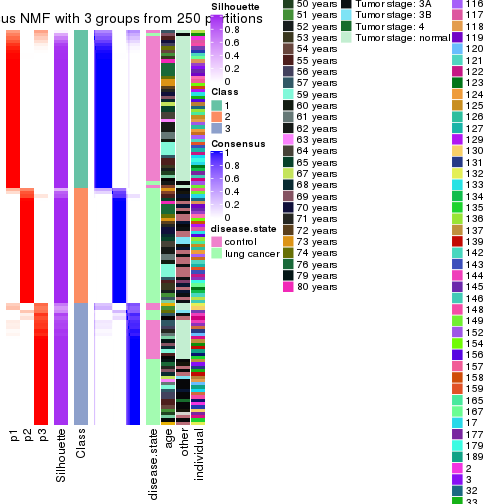 us NMF with 3 groups from 250 partitions
Silhouette
1
0.8
0.6
0.4
0.2
0
Class
1
2
3
Consensus
1
0.8
0.6
0.4
0.2
0
disease.state
control
lung cancer
50 years
51 years
52 years
53 years
54 years
55 years
56 years
57 years
59 years
60 years
61 years
62 years
63 years
64 years
65 years
67 years
68 years
69 years
70 years
71 years
72 years
73 years
74 years
76 years
79 years
80 years
Tumor stage: 3A
Tumor stage: 3B
Tumor stage: 4
Tumor stage: normal
116
117
118
119
120
121
122
123
124
125
126
127
129
130
131
132
133
134
135
136
137
139
142
143
144
145
146
148
149
152
154
156
157
158
159
165
167
17
177
179
189
2
3
32
33
p1
p2
p3
Silhouette
Class
disease.state
age
other
individual